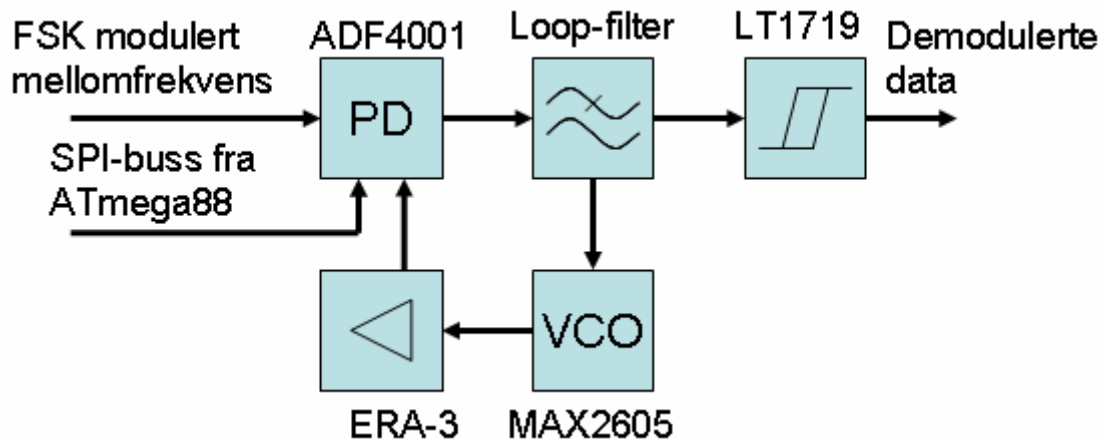 FSK modulert
mellomfrekvens
ADF4001
Loop-filter
LT1719
Demodulerte
data
PD
SPI-buss fra
ATmega88
VCO
ERA-3
MAX2605